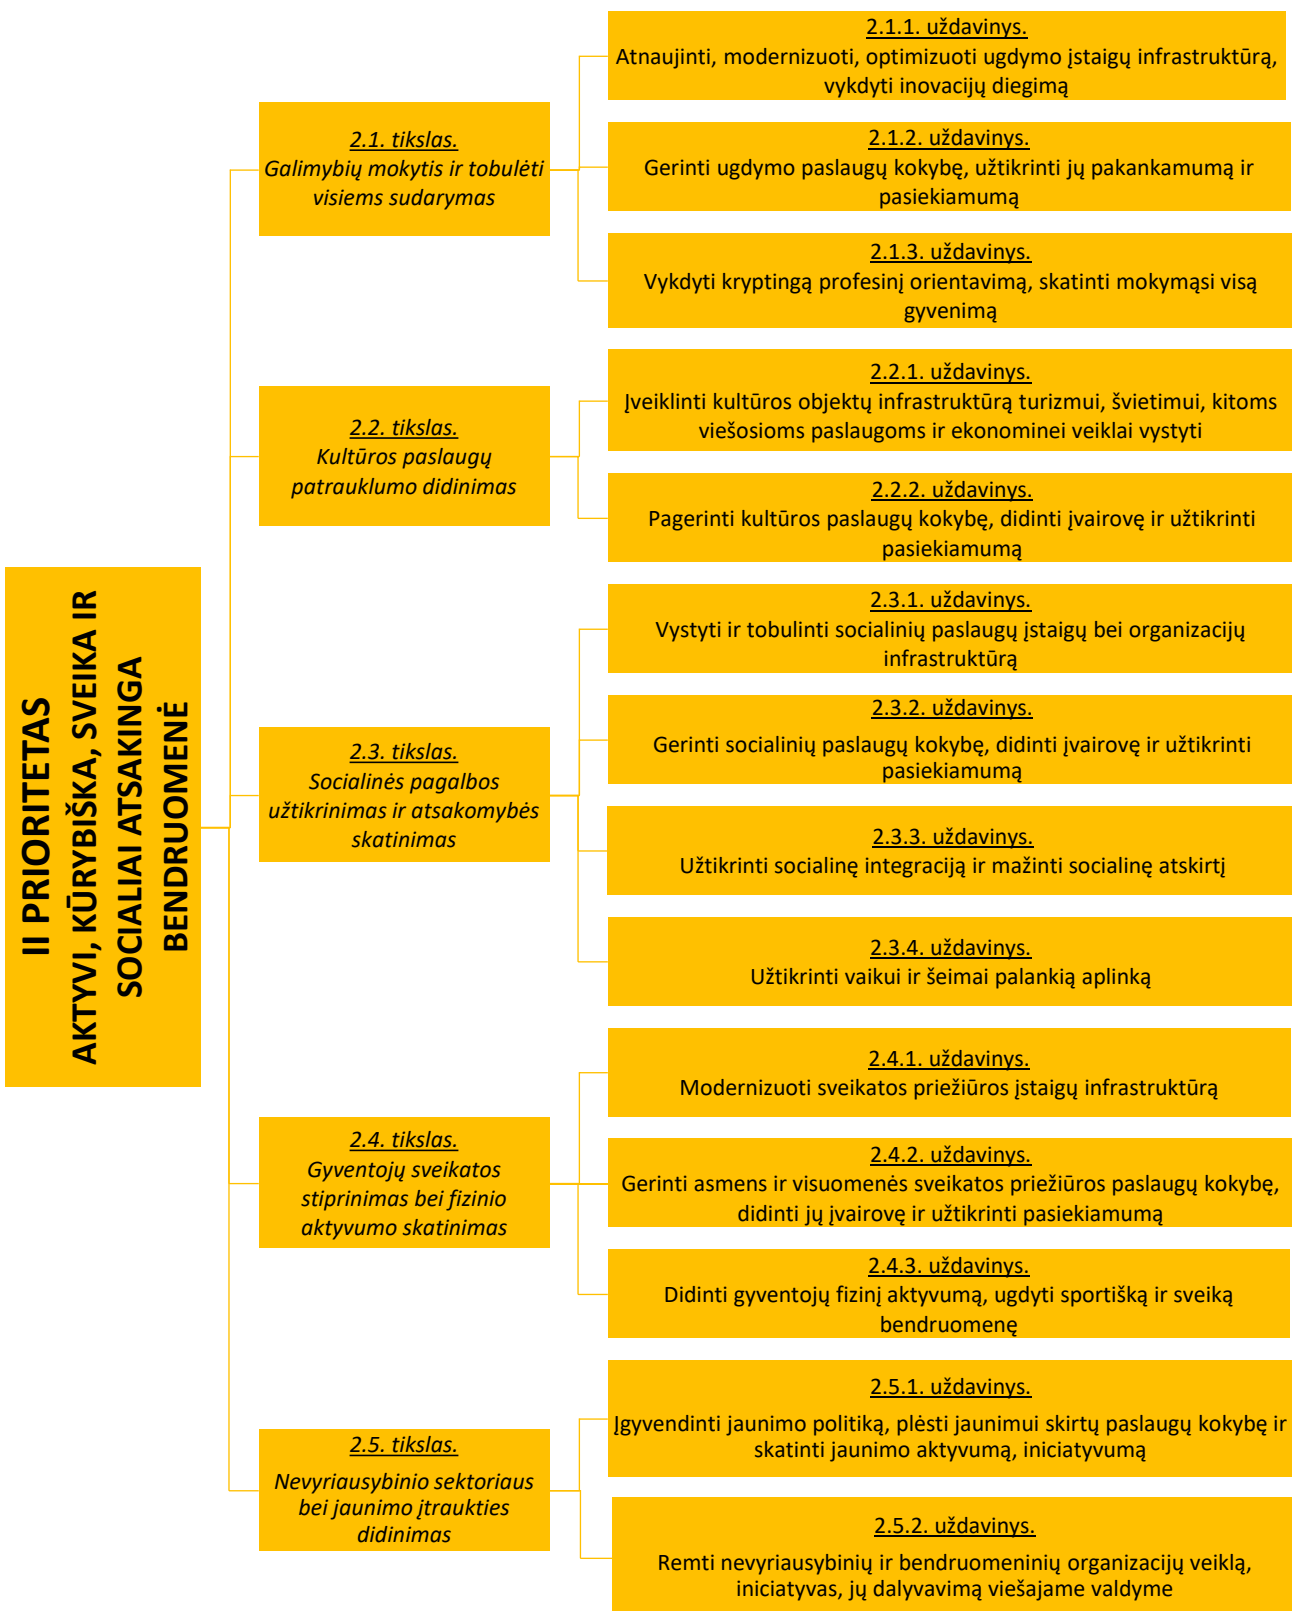 II PRIORITETAS
AKTYVI, KŪRYBIŠKA, SVEIKA IR
SOCIALIAI ATSAKINGA
BENDRUOMENĖ
2.1. tikslas.
Galimybių mokytis ir tobulėti
visiems sudarymas
2.1.1. uždavinys.
Atnaujinti, modernizuoti, optimizuoti ugdymo įstaigų infrastruktūrą,
vykdyti inovacijų diegimą
2.1.2. uždavinys.
Gerinti ugdymo paslaugų kokybę, užtikrinti jų pakankamumą ir
pasiekiamumą
2.1.3. uždavinys.
Vykdyti kryptingą profesinį orientavimą, skatinti mokymąsi visą
gyvenimą
2.2. tikslas.
Kultūros paslaugų
patrauklumo didinimas
2.2.1. uždavinys.
Įveiklinti kultūros objektų infrastruktūrą turizmui, švietimui, kitoms
viešosioms paslaugoms ir ekonominei veiklai vystyti
2.2.2. uždavinys.
Pagerinti kultūros paslaugų kokybę, didinti įvairovę ir užtikrinti
pasiekiamumą
2.3. tikslas.
Socialinės pagalbos
užtikrinimas ir atsakomybės
skatinimas
2.3.1. uždavinys.
Vystyti ir tobulinti socialinių paslaugų įstaigų bei organizacijų
infrastruktūrą
2.3.2. uždavinys.
Gerinti socialinių paslaugų kokybę, didinti įvairovę ir užtikrinti
pasiekiamumą
2.3.3. uždavinys.
Užtikrinti socialinę integraciją ir mažinti socialinę atskirtį
2.3.4. uždavinys.
Užtikrinti vaikui ir šeimai palankią aplinką
2.4. tikslas.
Gyventojų sveikatos
stiprinimas bei fizinio
aktyvumo skatinimas
2.4.1. uždavinys.
Modernizuoti sveikatos priežiūros įstaigų infrastruktūrą
2.4.2. uždavinys.
Gerinti asmens ir visuomenės sveikatos priežiūros paslaugų kokybę,
didinti jų įvairovę ir užtikrinti pasiekiamumą
2.4.3. uždavinys.
Didinti gyventojų fizinį aktyvumą, ugdyti sportišką ir sveiką
bendruomenę
2.5. tikslas.
Nevyriausybinio sektoriaus
bei jaunimo įtraukties
didinimas
2.5.1. uždavinys.
Įgyvendinti jaunimo politiką, plėsti jaunimui skirtų paslaugų kokybę ir
skatinti jaunimo aktyvumą, iniciatyvumą
2.5.2. uždavinys.
Remti nevyriausybinių ir bendruomeninių organizacijų veiklą,
iniciatyvas, jų dalyvavimą viešajame valdyme